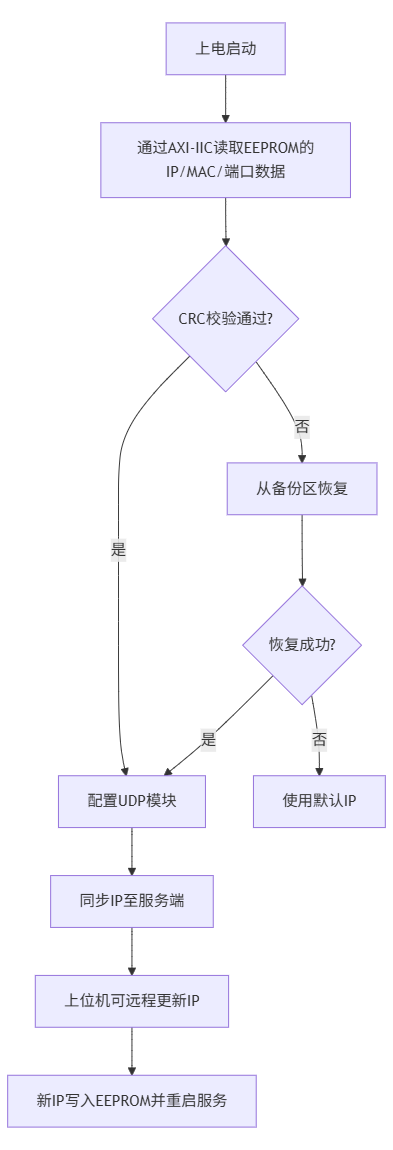 上电启动
通过AXI-IIC读取EEPROM的
IP/MAC/端口数据
CRC校验通过?
否
从备份区恢复
是
恢复成功?
是
否
配置UDP模块
使用默认IP
同步IP至服务端
上位机可远程更新IP
新IP写入EEPROM并重启服务